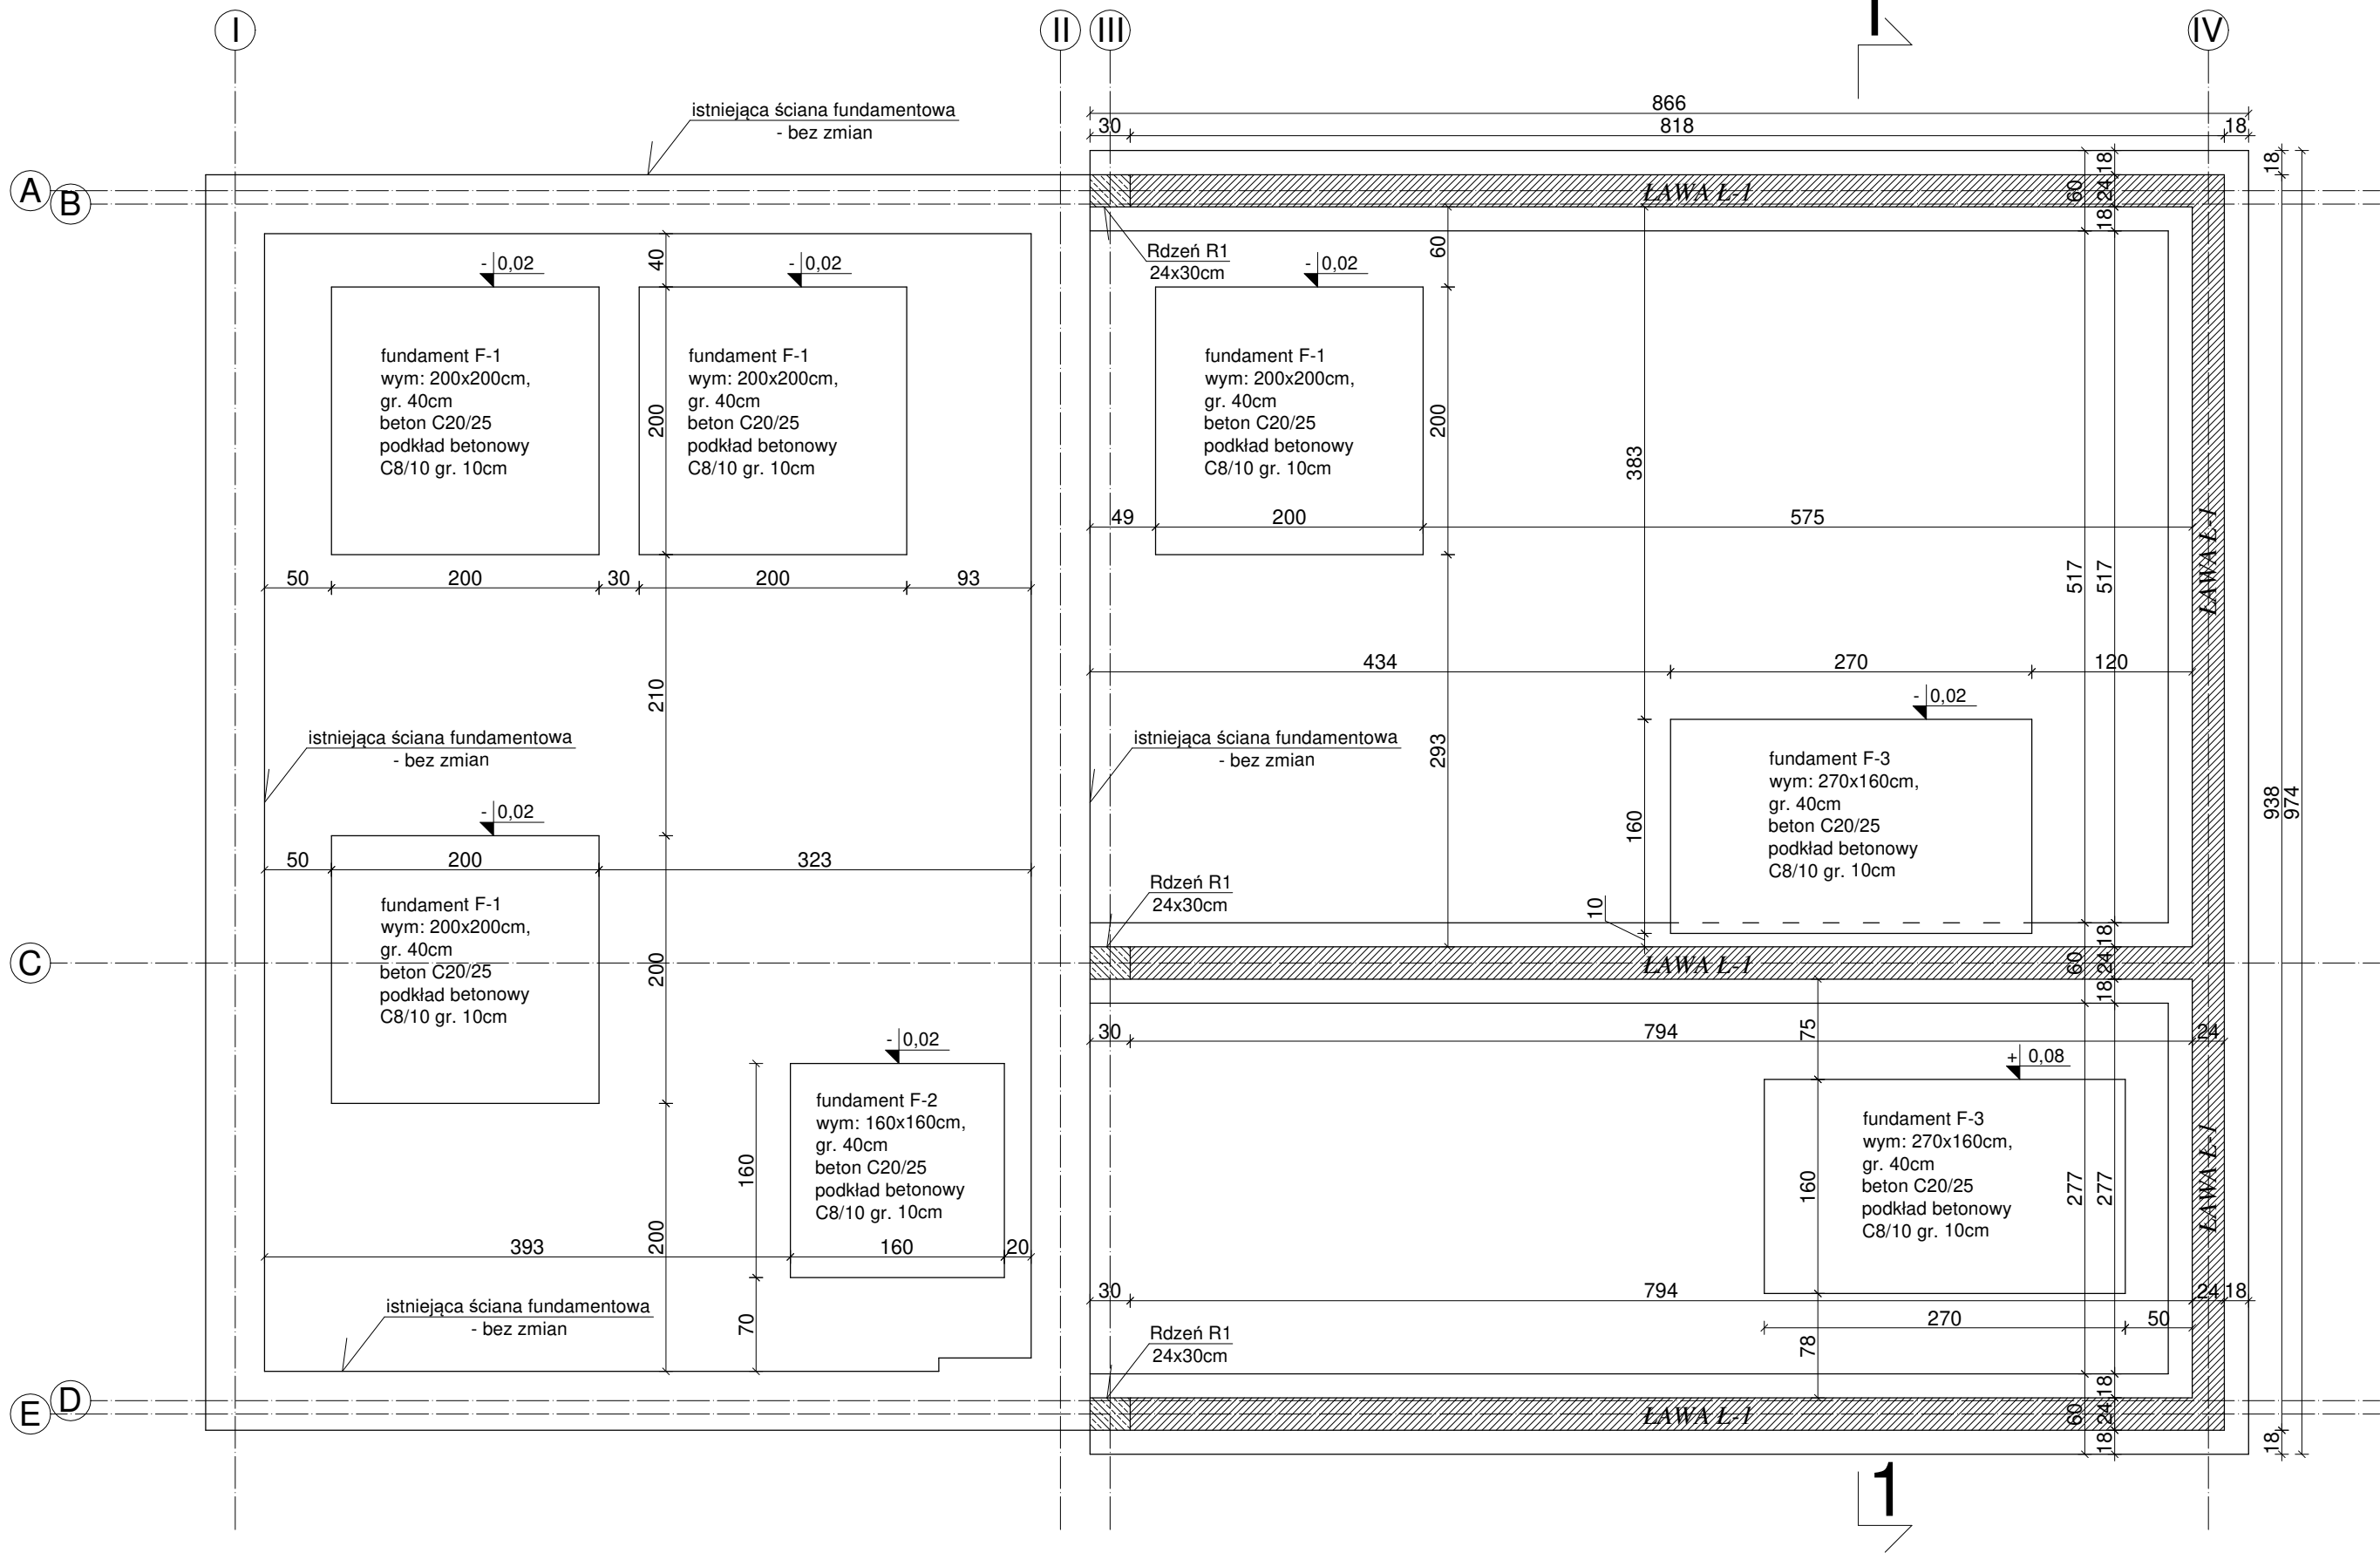 I
II
III
IV
866
30
818
18
istniejąca ściana fundamentowa
- bez zmian
A
B
ŁAWA Ł-1
60
18
24
18
18
Rdzeń R1
24x30cm
40
60
- 0,02
- 0,02
- 0,02
fundament F-1
wym: 200x200cm,
gr. 40cm
beton C20/25
podkład betonowy
C8/10 gr. 10cm
fundament F-1
wym: 200x200cm,
gr. 40cm
beton C20/25
podkład betonowy
C8/10 gr. 10cm
fundament F-1
wym: 200x200cm,
gr. 40cm
beton C20/25
podkład betonowy
C8/10 gr. 10cm
200
200
383
49
200
575
ŁAWA Ł-1
50
200
30
200
93
517
517
434
270
120
210
293
- 0,02
istniejąca ściana fundamentowa
- bez zmian
istniejąca ściana fundamentowa
- bez zmian
fundament F-3
wym: 270x160cm,
gr. 40cm
beton C20/25
podkład betonowy
C8/10 gr. 10cm
160
938
974
- 0,02
50
200
323
fundament F-1
wym: 200x200cm,
gr. 40cm
beton C20/25
podkład betonowy
C8/10 gr. 10cm
200
Rdzeń R1
24x30cm
10
C
ŁAWA Ł-1
60
18
24
18
30
794
24
75
- 0,02
+ 0,08
fundament F-2
wym: 160x160cm,
gr. 40cm
beton C20/25
podkład betonowy
C8/10 gr. 10cm
160
fundament F-3
wym: 270x160cm,
gr. 40cm
beton C20/25
podkład betonowy
C8/10 gr. 10cm
160
277
277
ŁAWA Ł-1
393
200
160
20
30
794
24
18
istniejąca ściana fundamentowa
- bez zmian
70
270
50
78
Rdzeń R1
24x30cm
D
E
ŁAWA Ł-1
60
18
24
18
18
1